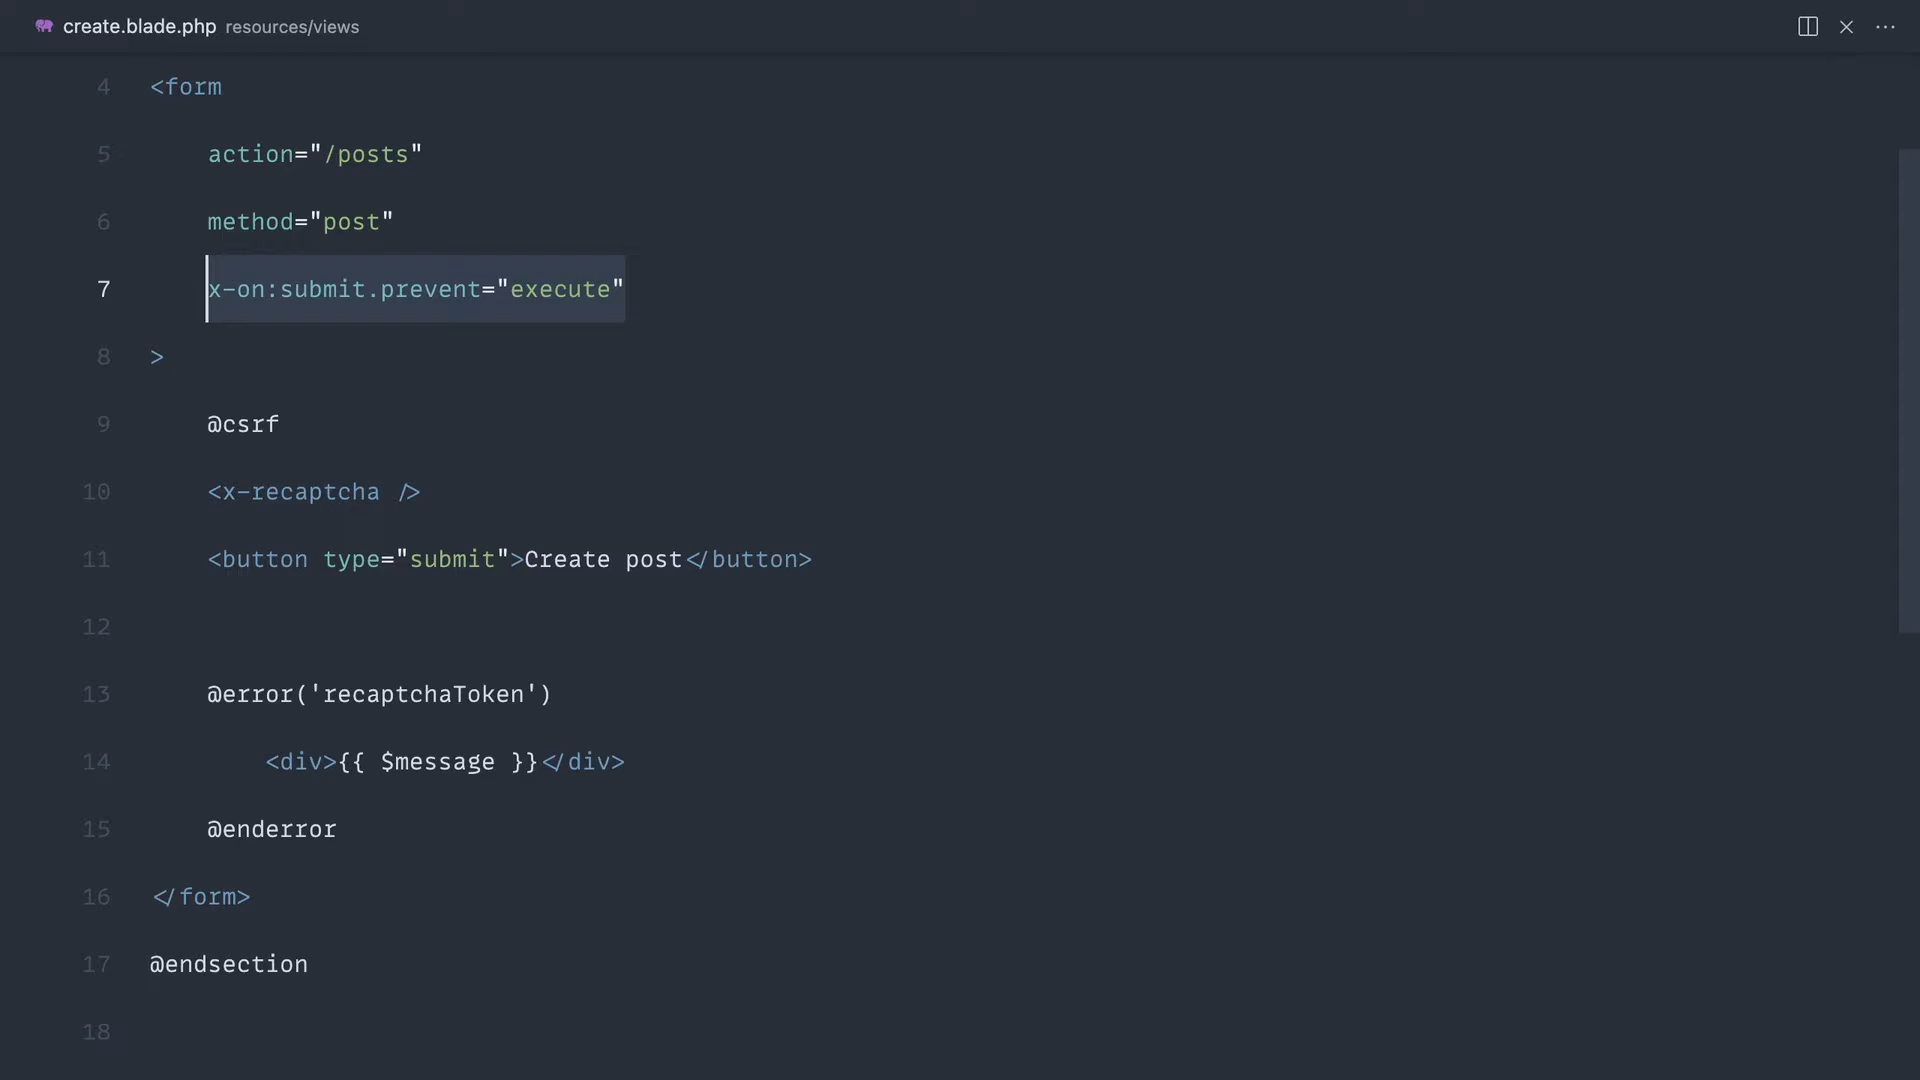 create.blade.php resources/views
4 <form
5 action="/posts"
6 method="post"
7 x-on:submit.prevent="execute"
8 >
9 @csrf
10 <x-recaptcha />
11 <button type="submit">Create post</button>
12
13 @error('recaptchaToken')
14 <div>{{ $message }}</div>
15 @enderror
16 </form>
17 @endsection
18